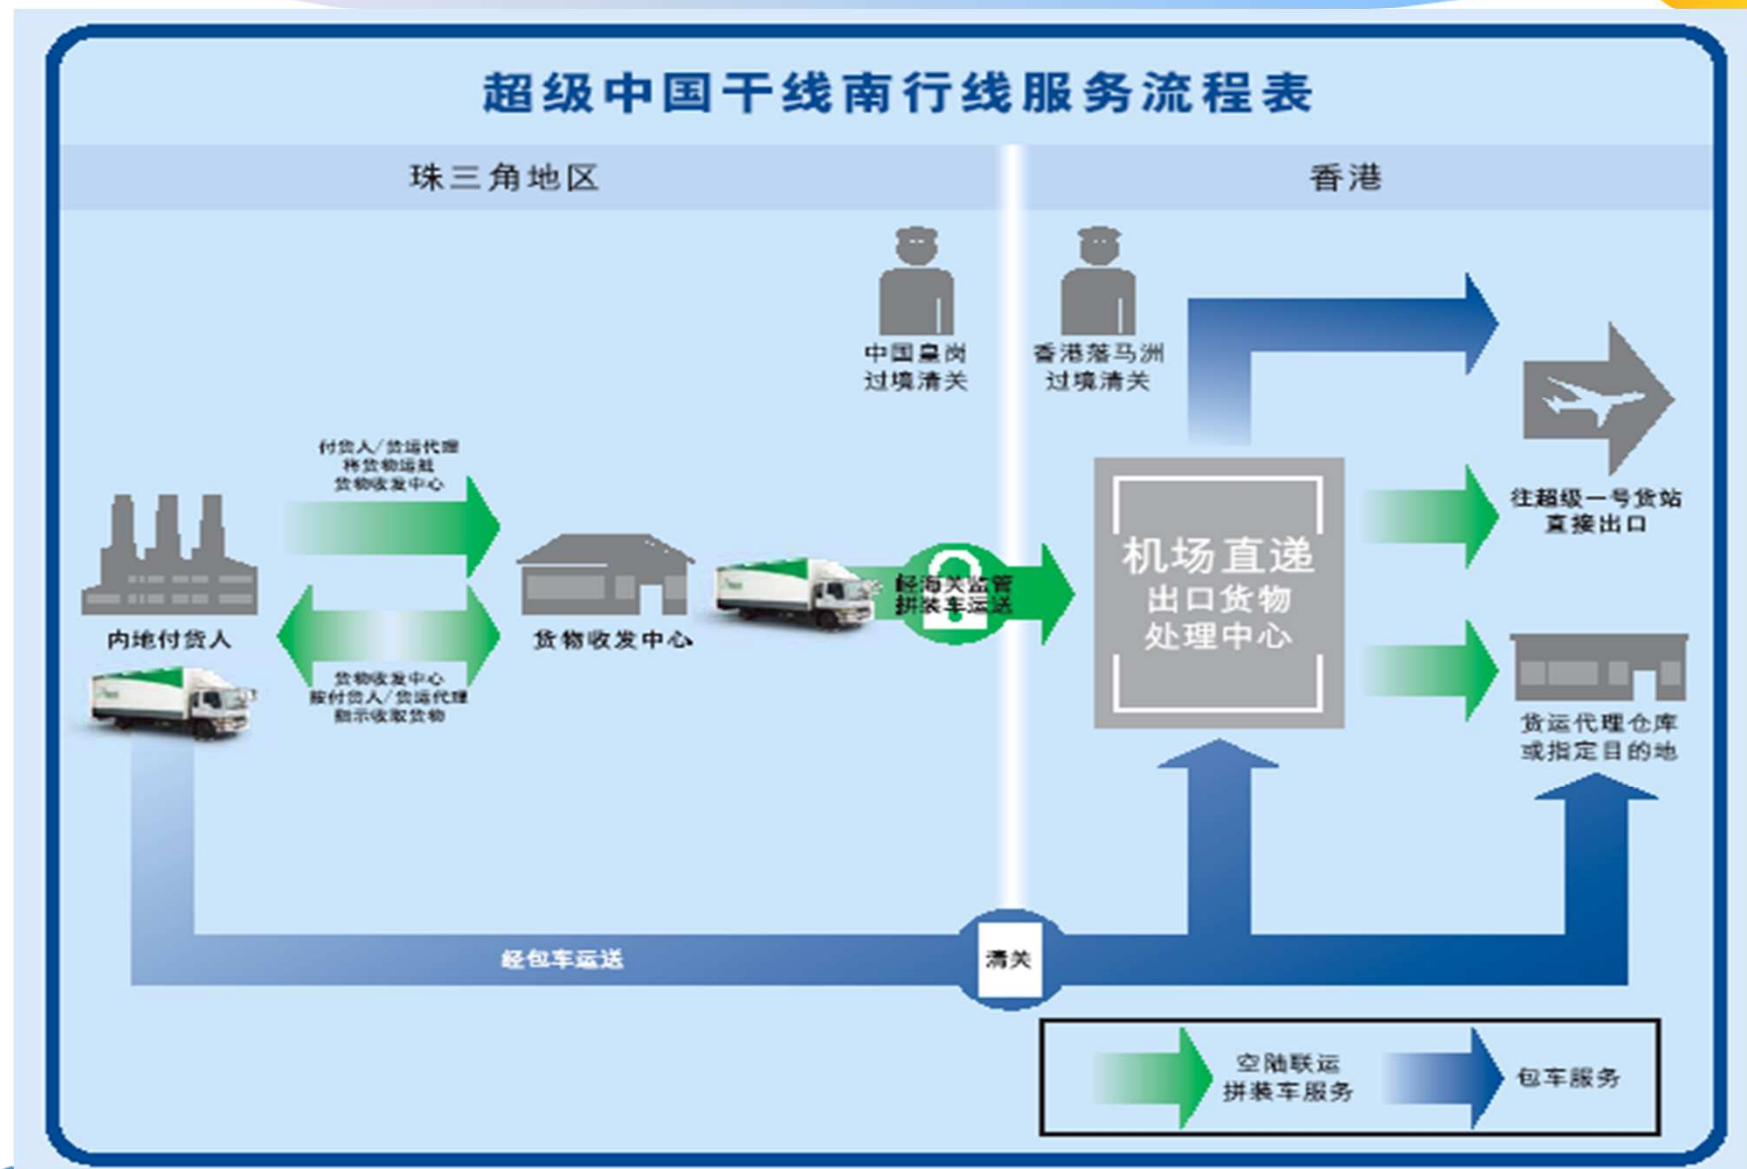 超级中国干线南行线服务流程表
珠三角地区
香港
中国皇岗
过境清关
香港落马洲
过境清关
付货人/货运代理
将货物运抵
货物收发中心
内地付货人
货物收发中心
货物收发中心
按付货人/货运代理
指示收取货物
经海关监管
拼装车运送
机场直递
出口货物
处理中心
往超级一号货站
直接出口
货运代理仓库
或指定目的地
经包车运送
清关
空陆联运
拼装车服务
包车服务